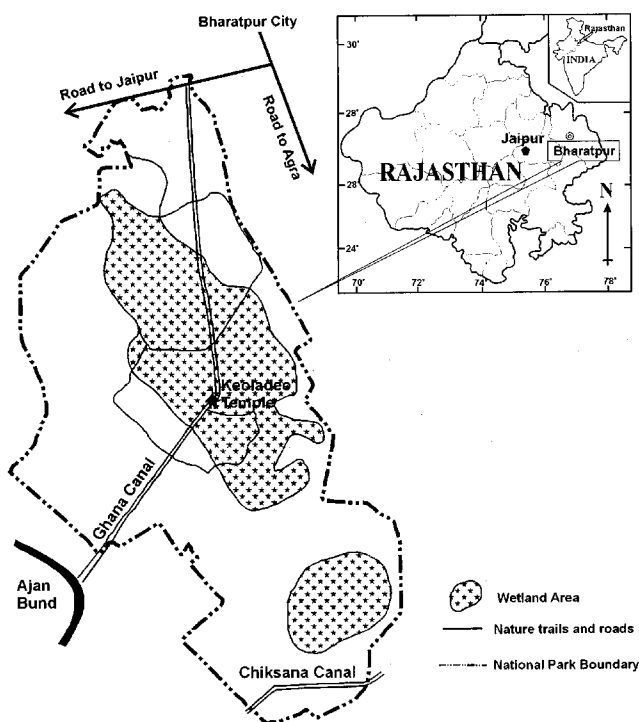 Bharatpur City
Road to Jaipur
Road to Agra
Keoladeo
Temple
Ghana Canal
Ajan
Bund
Chiksana Canal
Rajasthan
INDIA
30˚
28˚
26˚
24˚
70˚
72˚
74˚
76˚
78˚
Jaipur
Bharatpur
RAJASTHAN
N
Wetland Area
Nature trails and roads
National Park Boundary